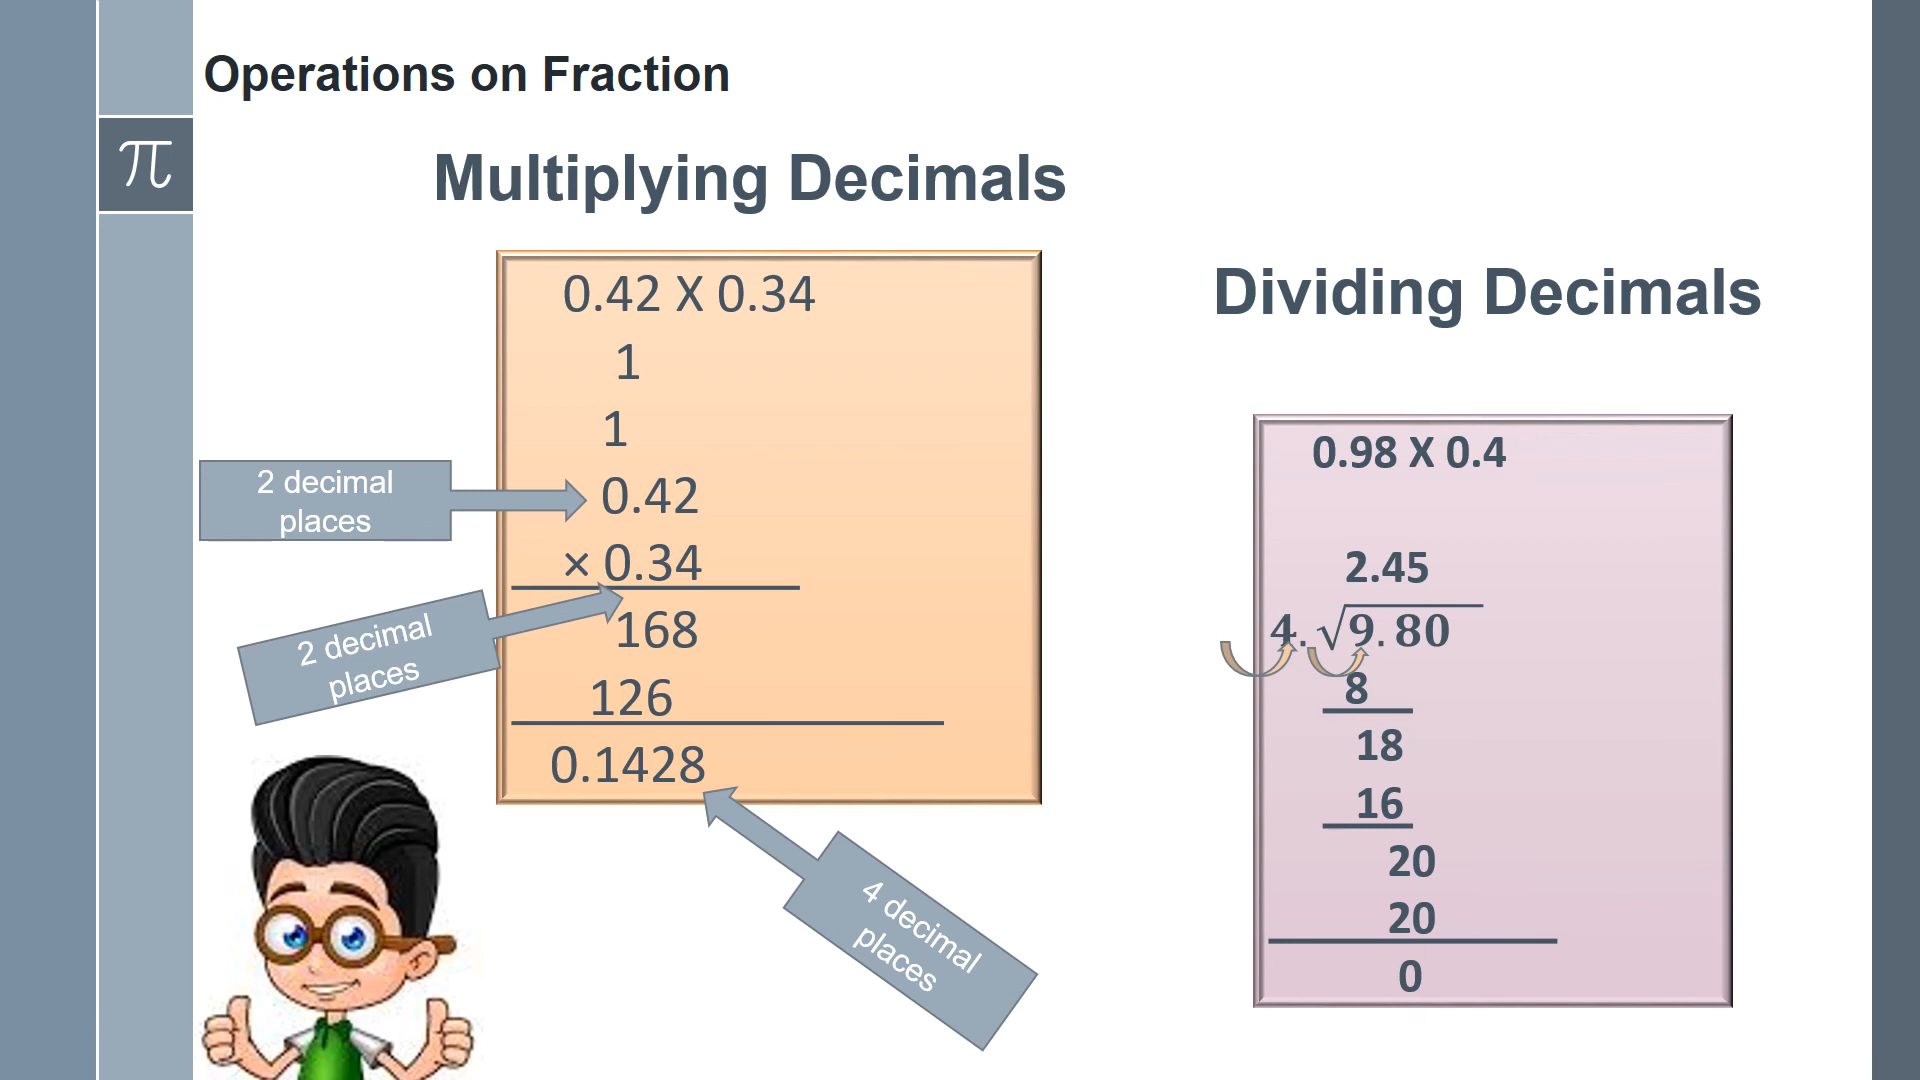 Operations on Fraction
π
Multiplying Decimals
0.42 X 0.34
1
1
0.42
× 0.34
168
126
0.1428
2 decimal
places
2 decimal
places
4 decimal
places
Dividing Decimals
0.98 X 0.4
2.45
4.√9.80
8
18
16
20
20
0